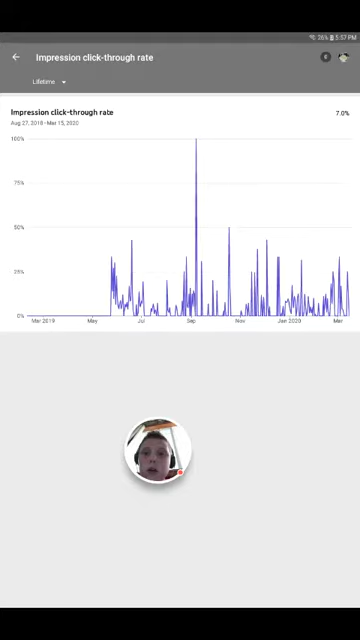 26% 5:57 PM
Impression click-through rate
6
Lifetime
Impression click-through rate
7.0%
Aug 27, 2018 – Mar 15, 2020
100%
75%
50%
25%
0%
Mar 2019 May Jul Sep Nov Jan 2020 Mar